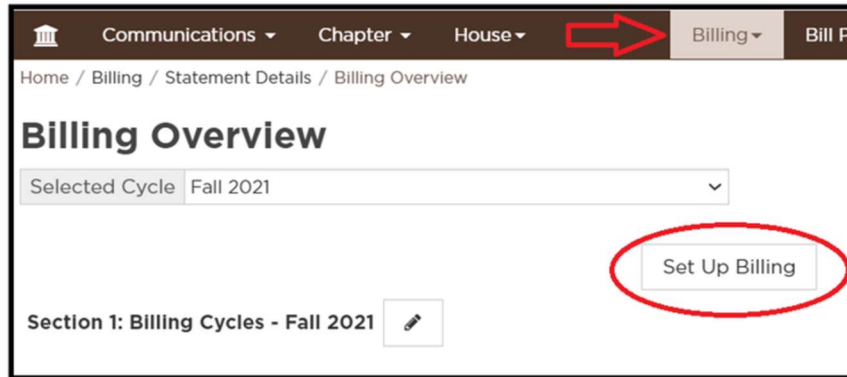 Communications Chapter House Billing Bill P
Home / Billing / Statement Details / Billing Overview
Billing Overview
Selected Cycle Fall 2021
Set Up Billing
Section 1: Billing Cycles - Fall 2021